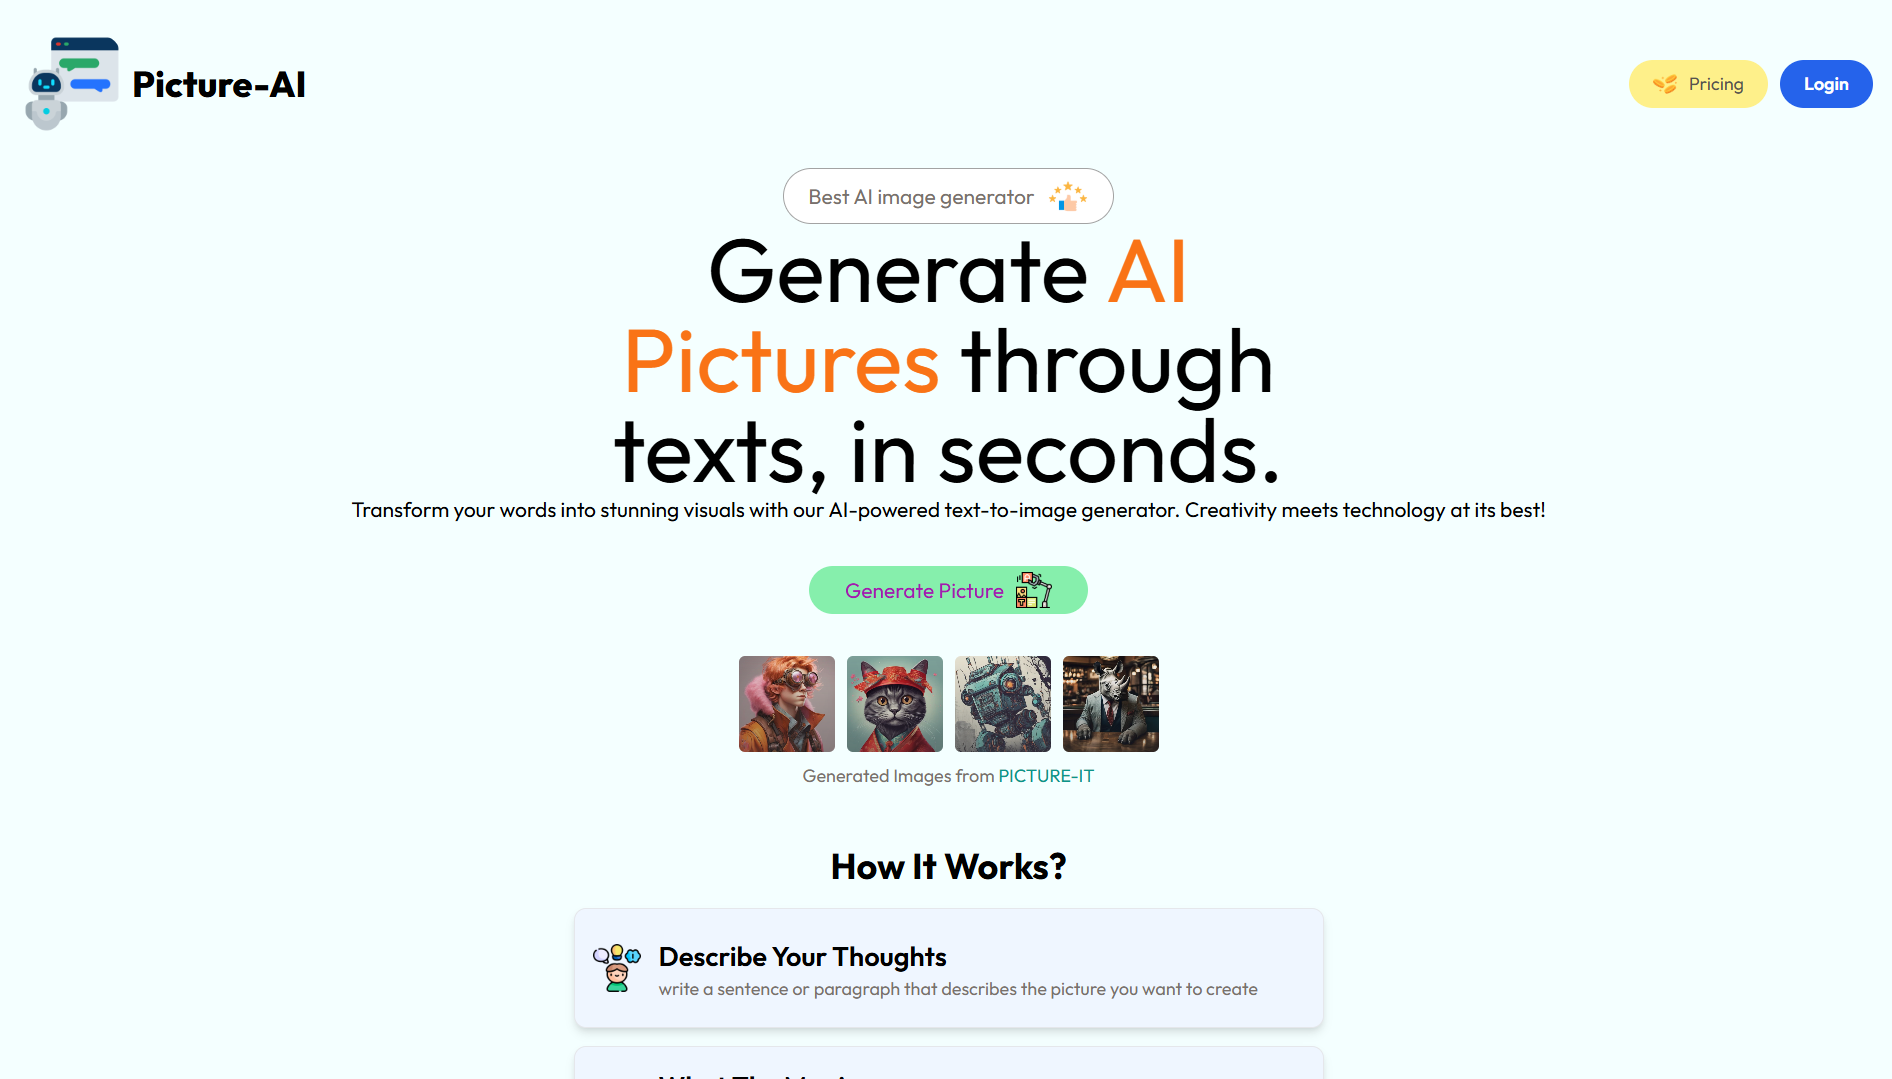 Picture-AI
Pricing
Login
Best AI image generator
Generate AI
Pictures through
texts, in seconds.
Transform your words into stunning visuals with our AI-powered text-to-image generator. Creativity meets technology at its best!
Generate Picture
Generated Images from PICTURE-IT
How It Works?
Describe Your Thoughts
write a sentence or paragraph that describes the picture you want to create